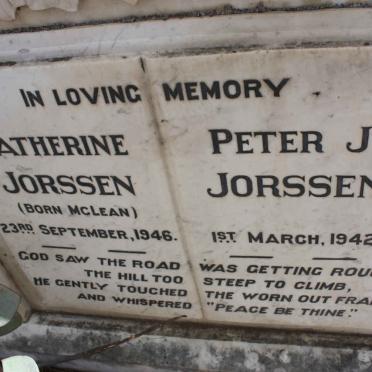 IN LOVING MEMORY
ATHERINE
JORSSEN
(BORN McLEAN)
23RD SEPTEMBER, 1946.
PETER J
JORSSEN
1ST MARCH, 1942
GOD SAW THE ROAD WAS GETTING ROU
THE HILL TOO STEEP TO CLIMB,
HE GENTLY TOUCHED THE WORN OUT FRA
AND WHISPERED "PEACE BE THINE."